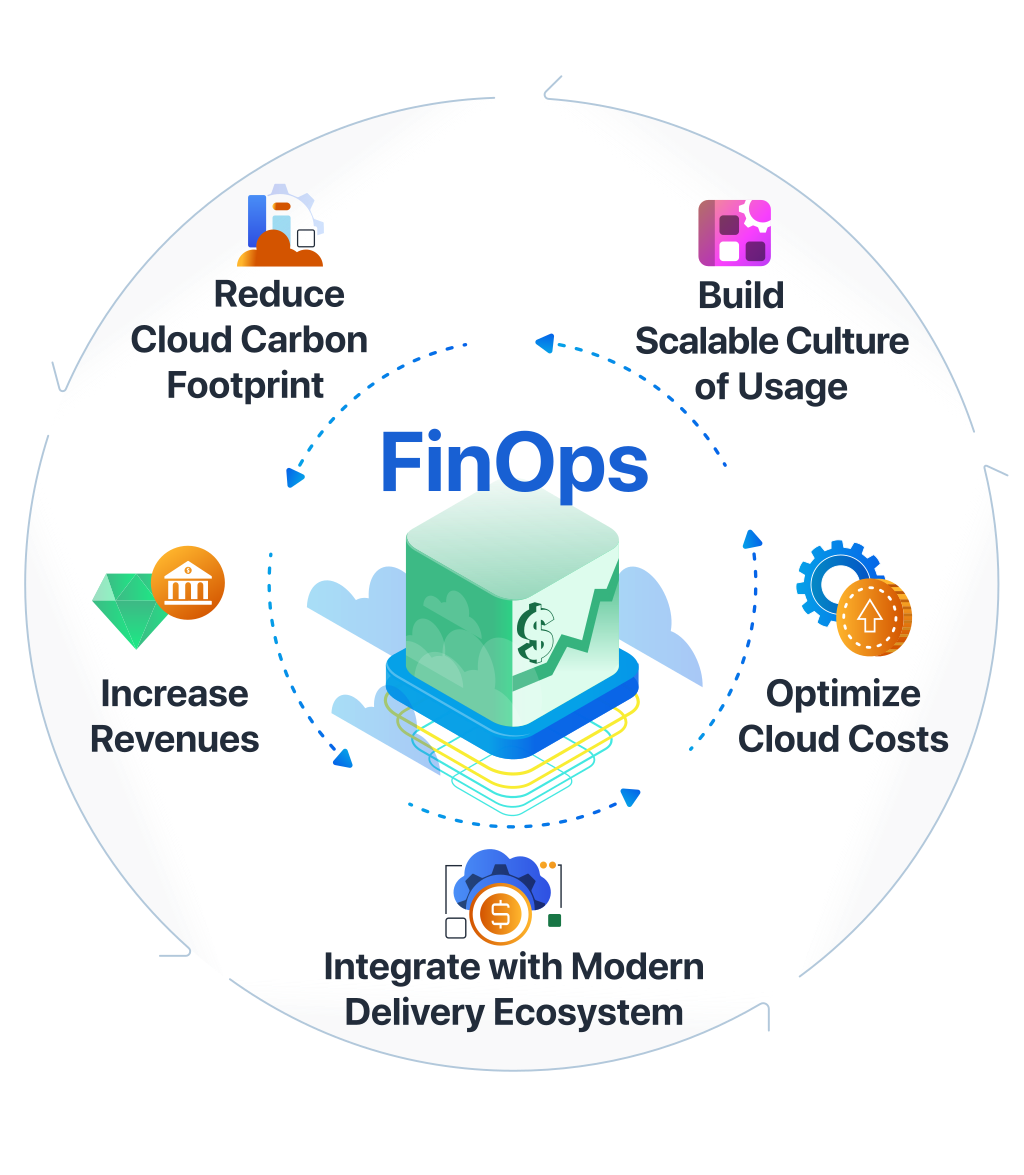 Reduce
Cloud Carbon
Footprint
Build
Scalable Culture
of Usage
FinOps
$
Increase
Revenues
Optimize
Cloud Costs
$
Integrate with Modern
Delivery Ecosystem